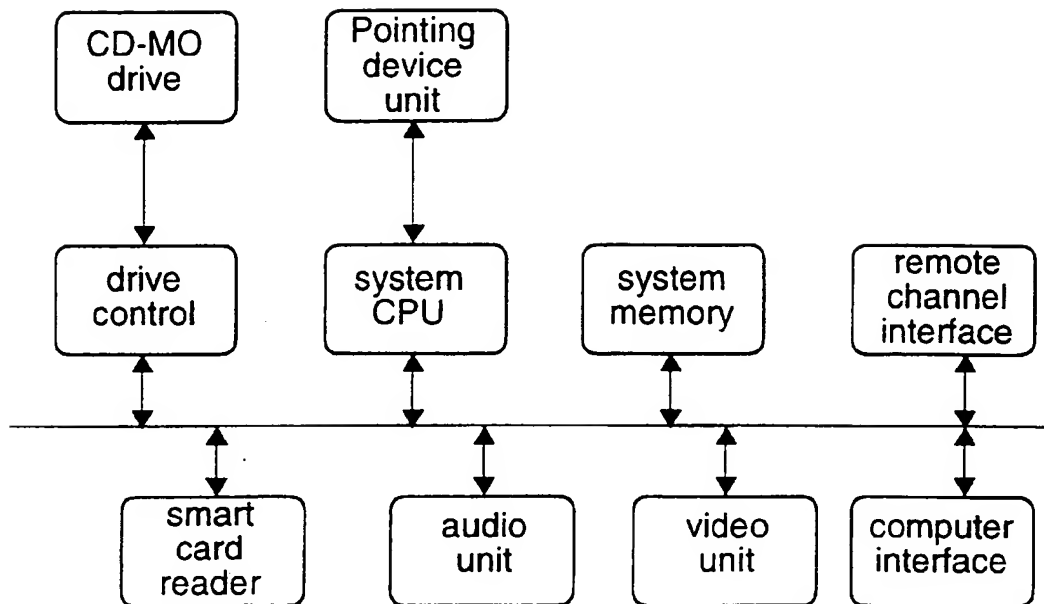 CD-MO
drive
Pointing
device
unit
drive
control
system
CPU
system
memory
remote
channel
interface
smart
card
reader
audio
unit
video
unit
computer
interface